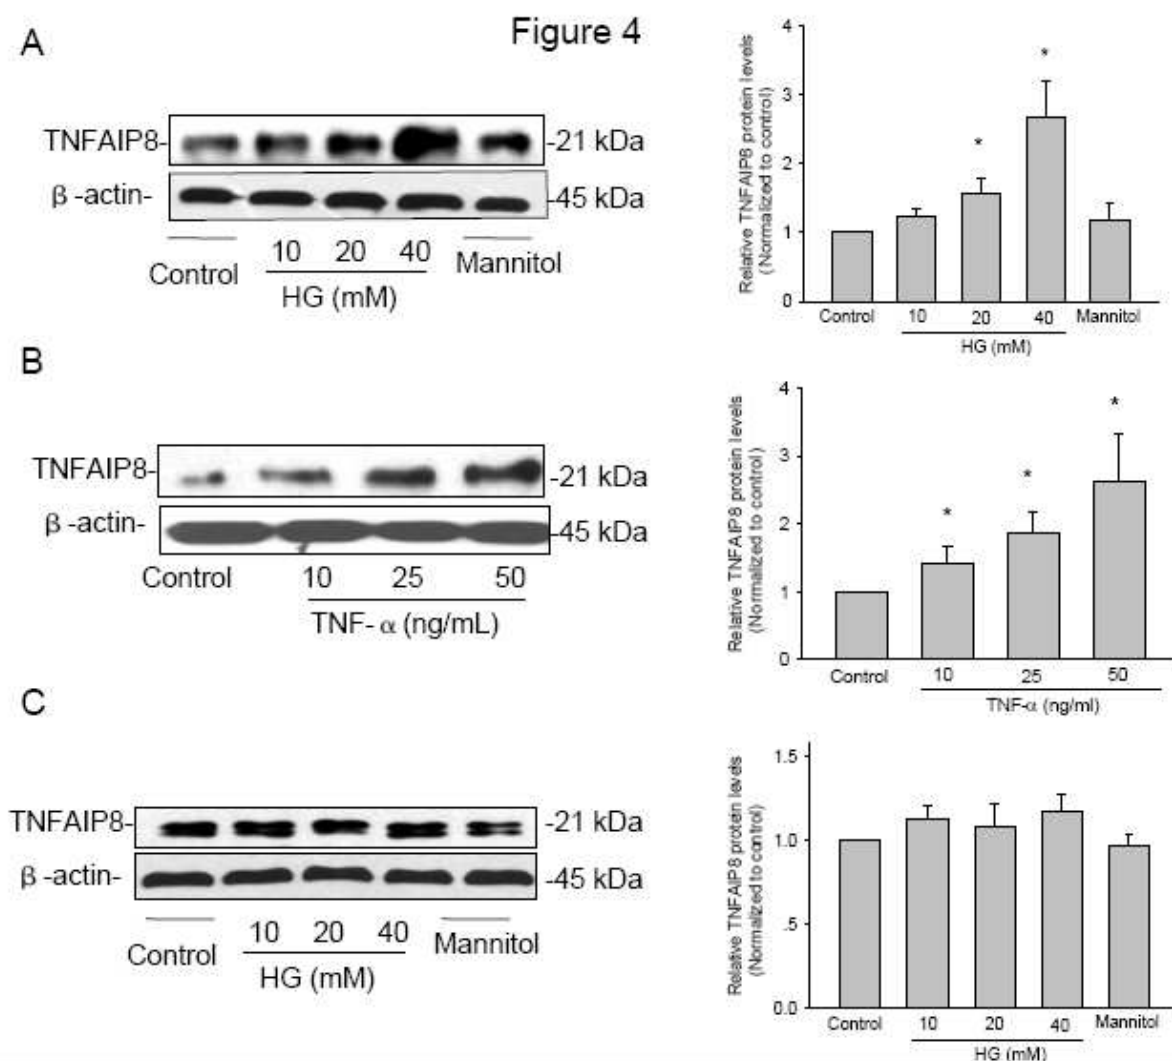 Figure 4
A
TNFAIP8-
-21 kDa
β -actin-
-45 kDa
Control
10 20 40
Mannitol
HG (mM)
Relative TNFAIP8 protein levels
(Normalized to control)
4
3
2
1
0
*
*
Control 10 20 40 Mannitol
HG (mM)
B
TNFAIP8-
-21 kDa
β -actin-
-45 kDa
Control 10 25 50
TNF- α (ng/mL)
Relative TNFAIP8 protein levels
(Normalized to control)
4
3
2
1
0
*
*
*
Control 10 25 50
TNF-α (ng/ml)
C
TNFAIP8-
-21 kDa
β -actin-
-45 kDa
Control
10 20 40
Mannitol
HG (mM)
Relative TNFAIP8 protein levels
(Normalized to control)
1.5
1.0
.5
0.0
Control 10 20 40 Mannitol
HG (mM)